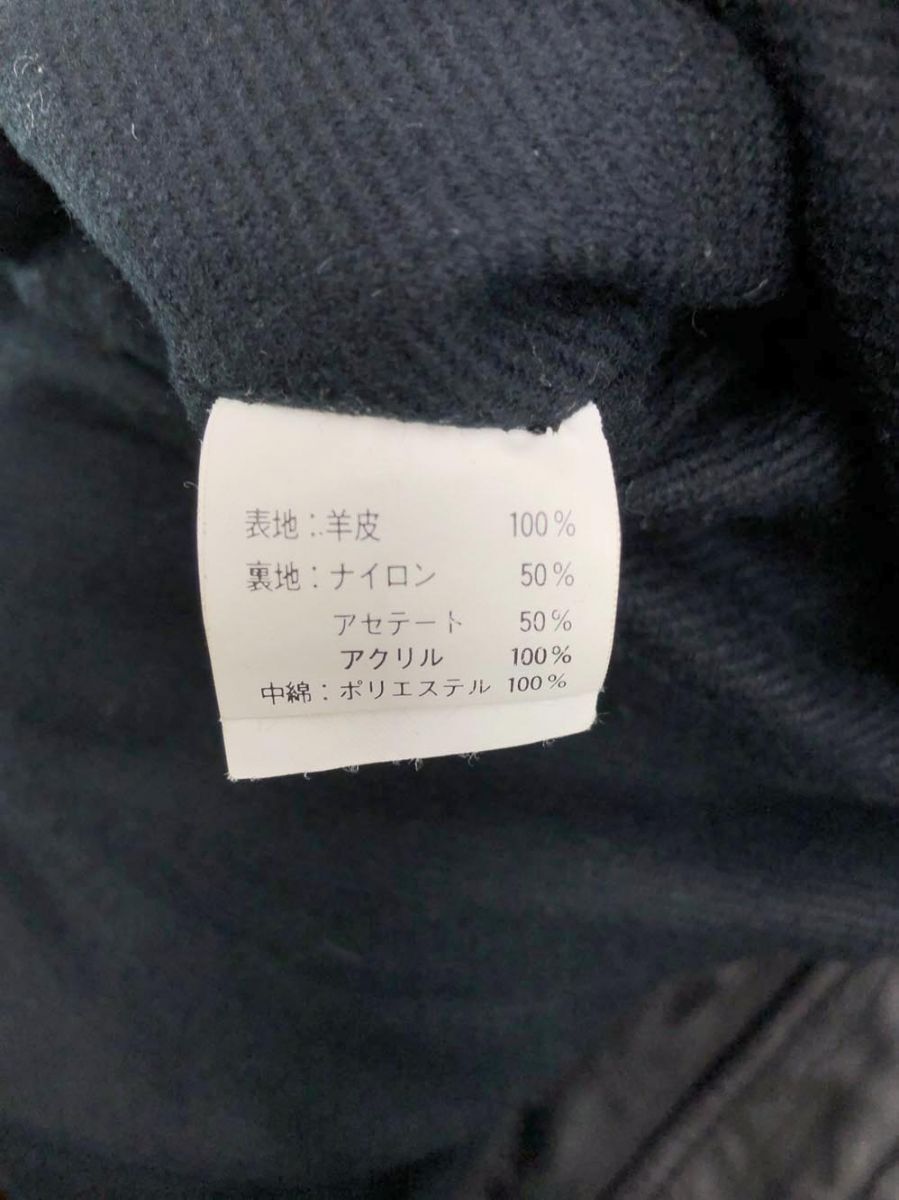 表地：羊皮 100%
裏地：ナイロン 50%
アセテート 50%
アクリル 100%
中綿：ポリエステル 100%